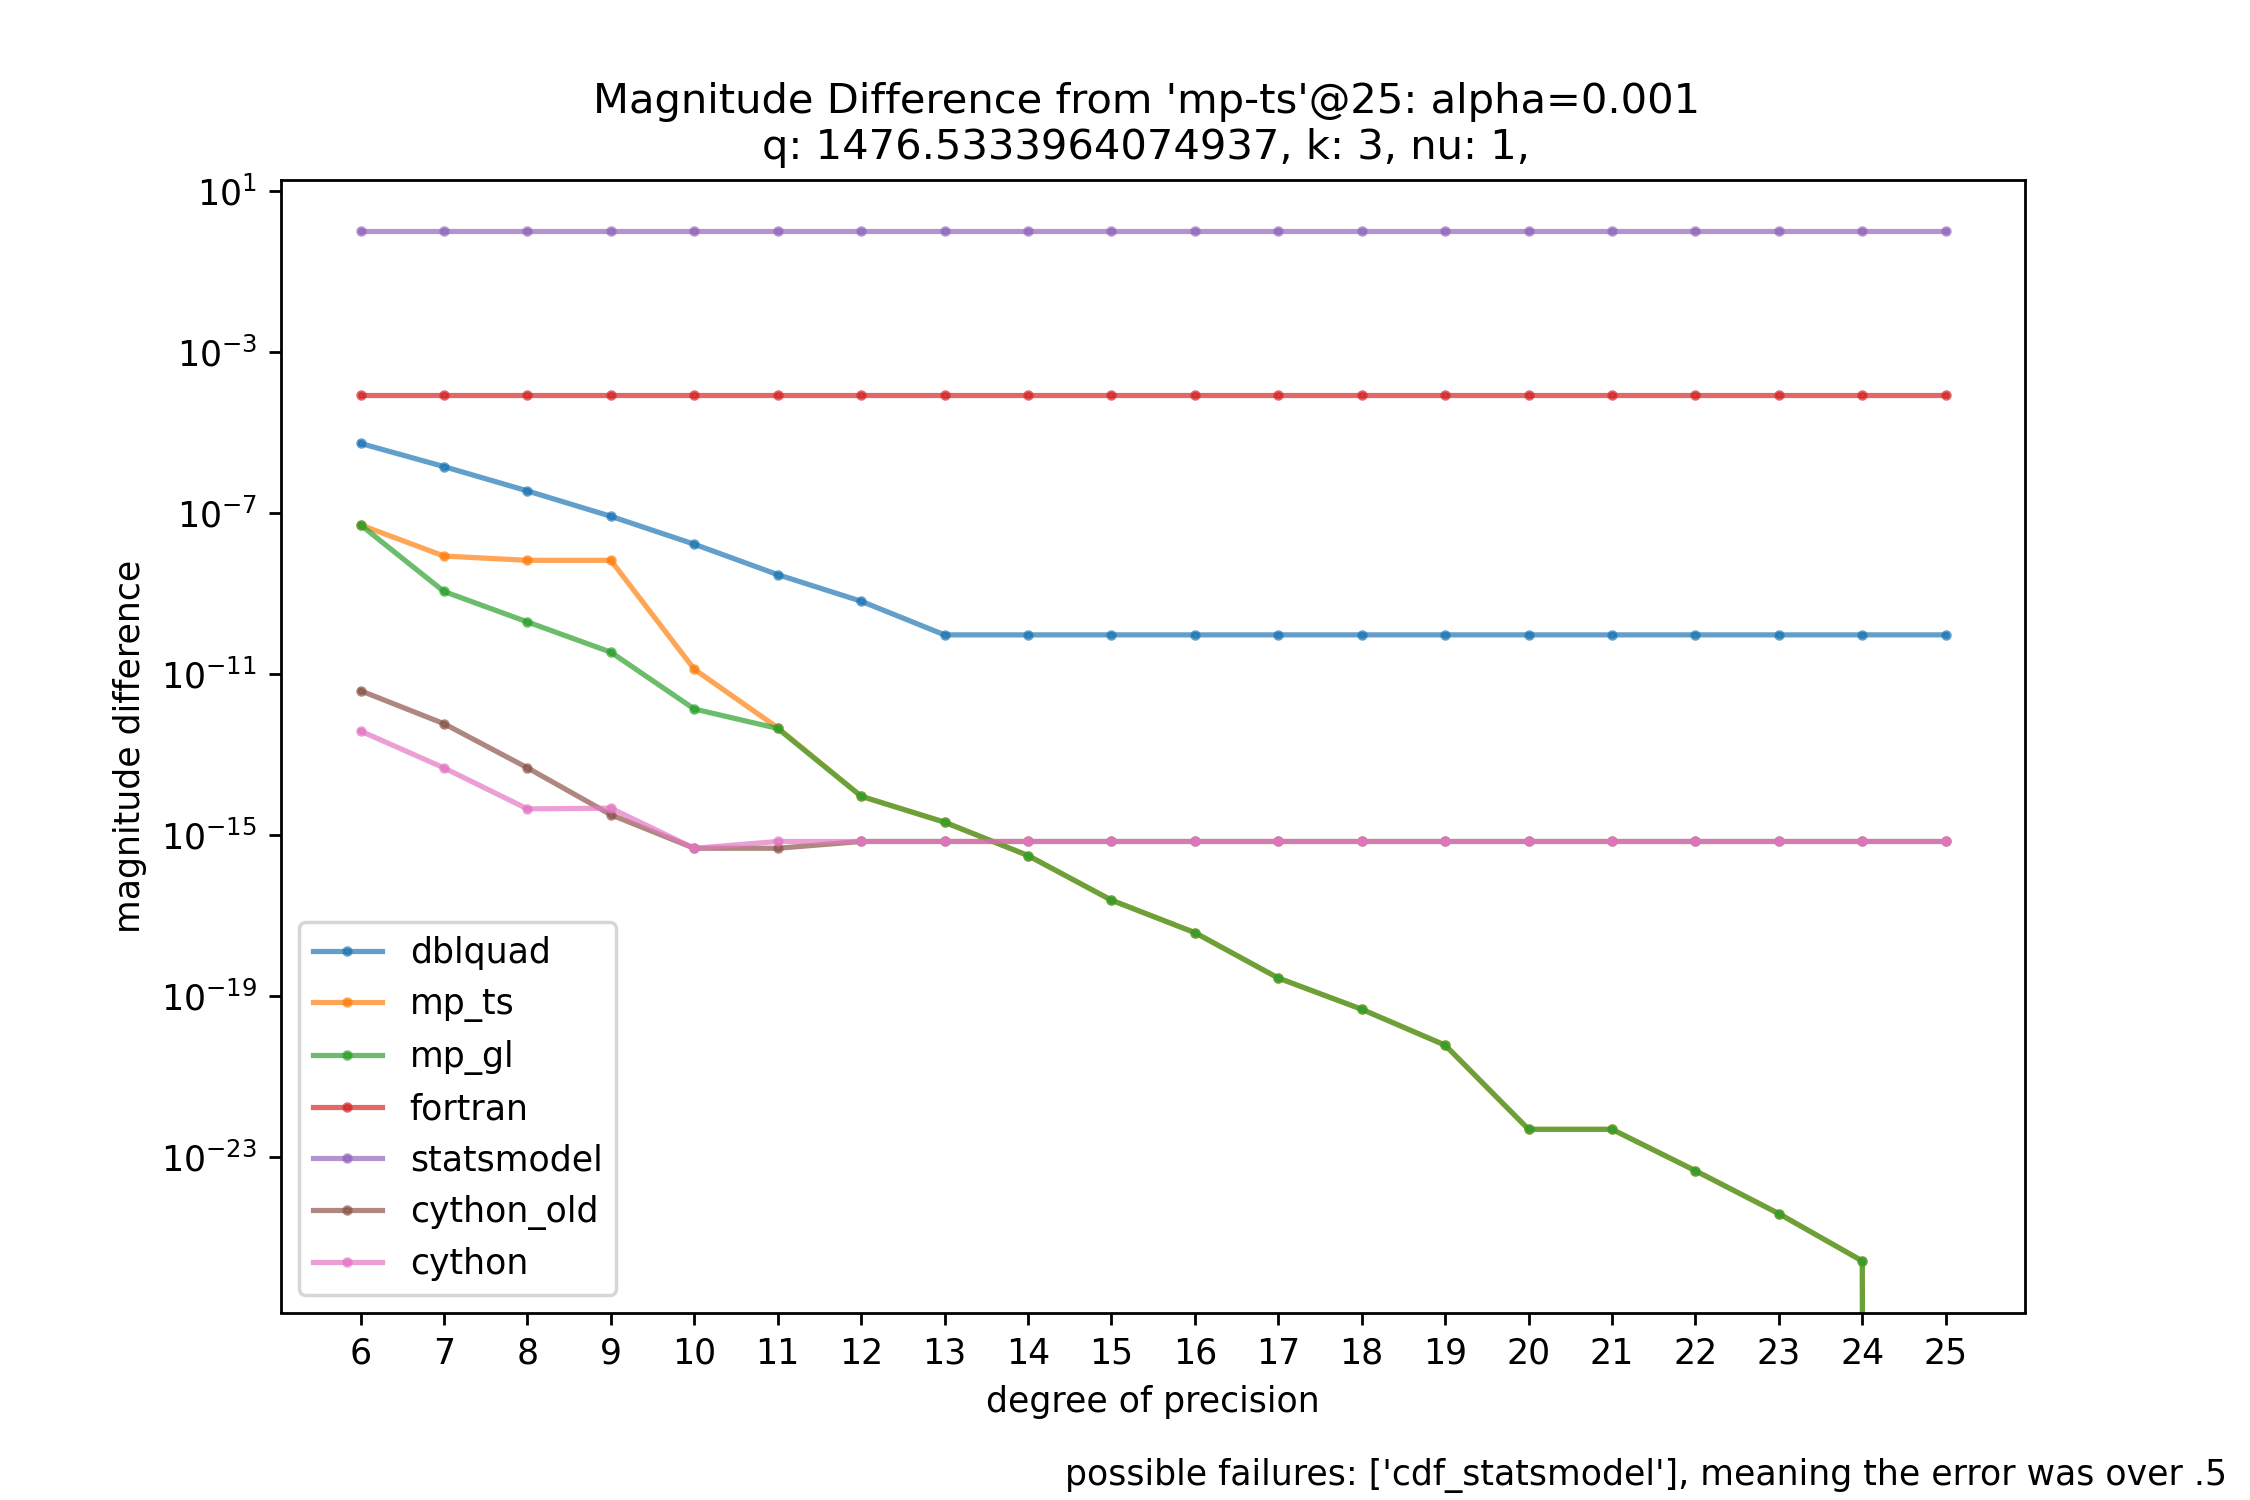 Magnitude Difference from 'mp-ts'@25: alpha=0.001
q: 1476.5333964074937, k: 3, nu: 1,
10¹
10⁻³
10⁻⁷
10⁻¹¹
10⁻¹⁵
10⁻¹⁹
10⁻²³
magnitude difference
dblquad
mp_ts
mp_gl
fortran
statsmodel
cython_old
cython
6 7 8 9 10 11 12 13 14 15 16 17 18 19 20 21 22 23 24 25
degree of precision
possible failures: ['cdf_statsmodel'], meaning the error was over .5